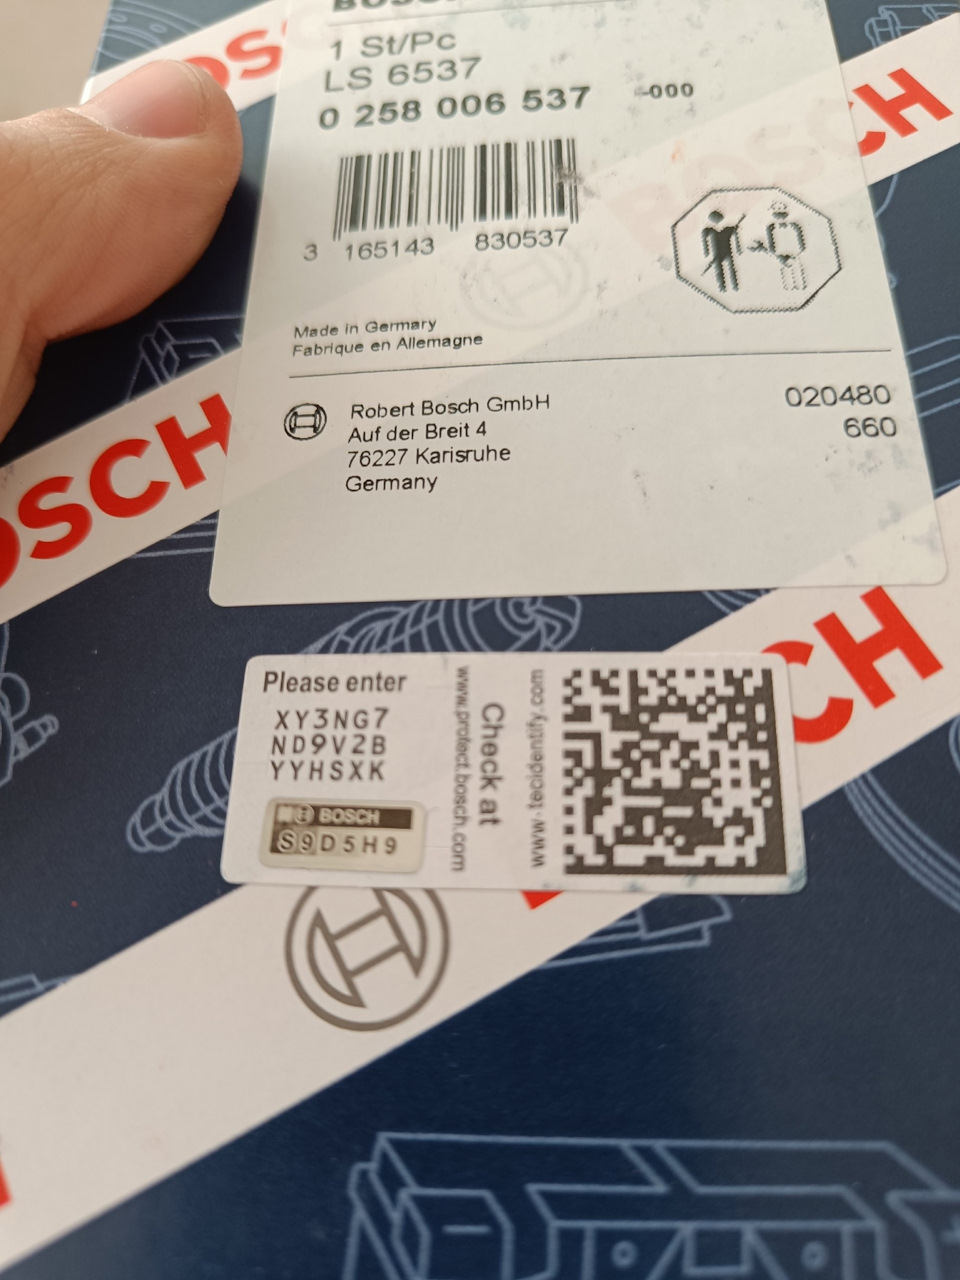 BOSCH
1 St/Pc
LS 6537
0 258 006 537 -000
3 165143 830537
Made in Germany
Fabrique en Allemagne
Robert Bosch GmbH
Auf der Breit 4
76227 Karlsruhe
Germany
020480
660
BOSCH
Please enter
XY3NG7
ND9V2B
YYHSXK
BOSCH
S9D5H9
www.protect.bosch.com
Check at
www.tecidentify.com